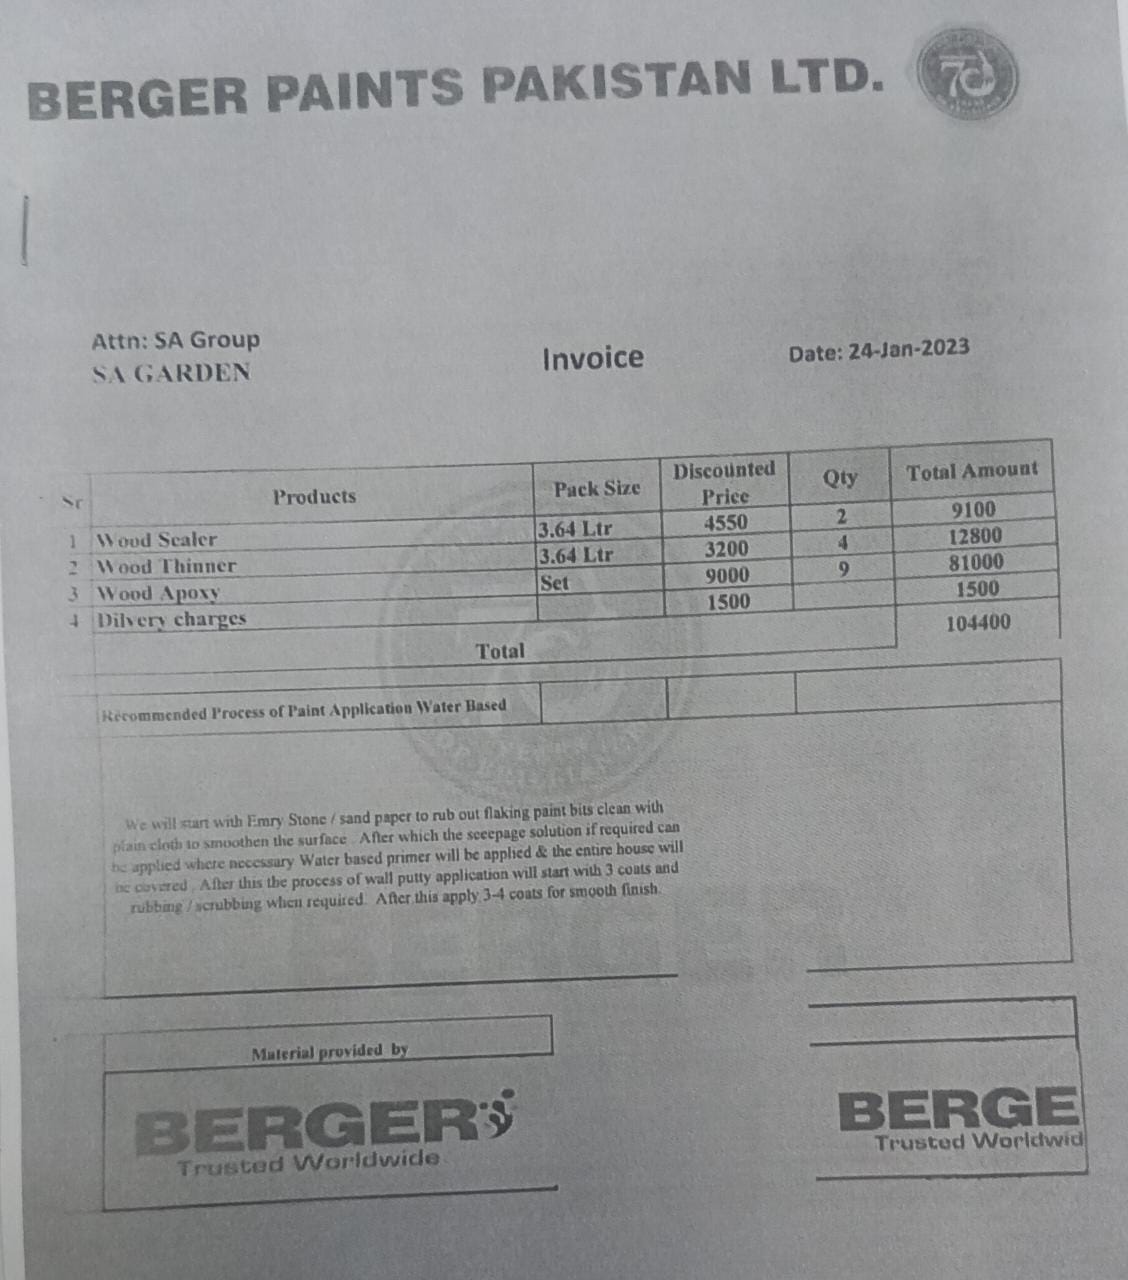 BERGER PAINTS PAKISTAN LTD.
Attn: SA Group
SA GARDEN
Invoice
Date: 24-Jan-2023
Sr Products Pack Size Discounted Price Qty Total Amount
1 Wood Sealer 3.64 Ltr 4550 2 9100
2 Wood Thinner 3.64 Ltr 3200 4 12800
3 Wood Apoxy Set 9000 9 81000
4 Dilvery charges 1500 1500
Total 104400
Recommended Process of Paint Application Water Based
We will start with Emry Stone / sand paper to rub out flaking paint bits clean with
plain cloth to smoothen the surface . After which the sceepage solution if required can
be applied where necessary Water based primer will be applied & the entire house will
be covered . After this the process of wall putty application will start with 3 coats and
rubbing / scrubbing when required. After this apply 3-4 coats for smooth finish.
Material provided by
BERGER
Trusted Worldwide
BERGE
Trusted Worldwid